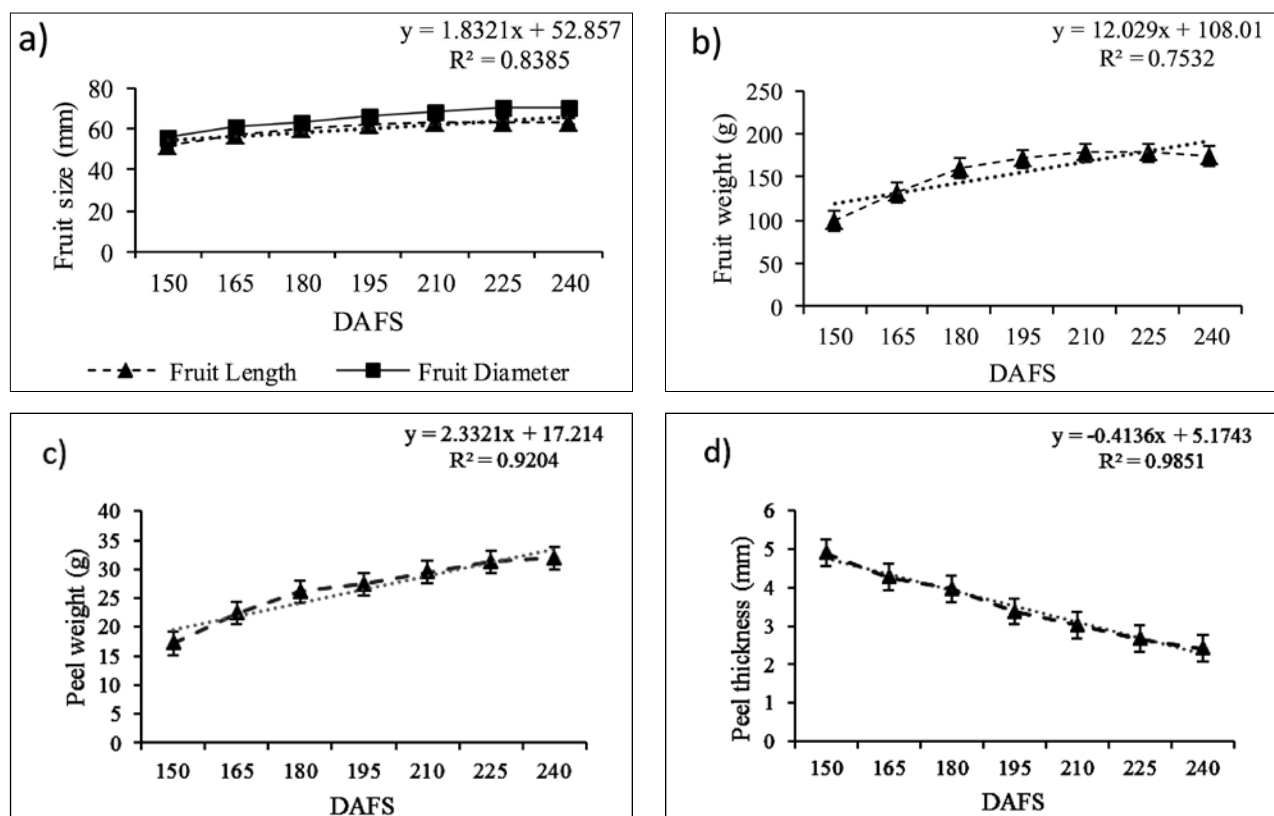 a)
y = 1.8321x + 52.857
R² = 0.8385
Fruit size (mm)
80
60
40
20
0
150 165 180 195 210 225 240
DAFS
Fruit Length Fruit Diameter
b)
y = 12.029x + 108.01
R² = 0.7532
Fruit weight (g)
250
200
150
100
50
0
150 165 180 195 210 225 240
DAFS
c)
y = 2.3321x + 17.214
R² = 0.9204
Peel weight (g)
40
35
30
25
20
15
10
5
0
150 165 180 195 210 225 240
DAFS
d)
y = -0.4136x + 5.1743
R² = 0.9851
Peel thickness (mm)
6
5
4
3
2
1
0
150 165 180 195 210 225 240
DAFS